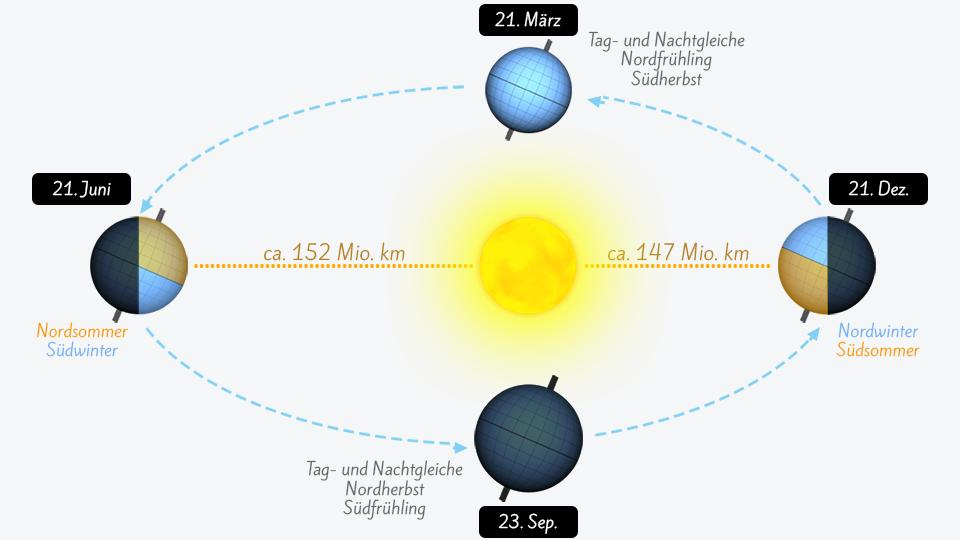 21. März
Tag- und Nachtgleiche
Nordfrühling
Südherbst
21. Juni
21. Dez.
ca. 152 Mio. km
ca. 147 Mio. km
Nordsommer
Südwinter
Nordwinter
Südsommer
Tag- und Nachtgleiche
Nordherbst
Südfrühling
23. Sep.